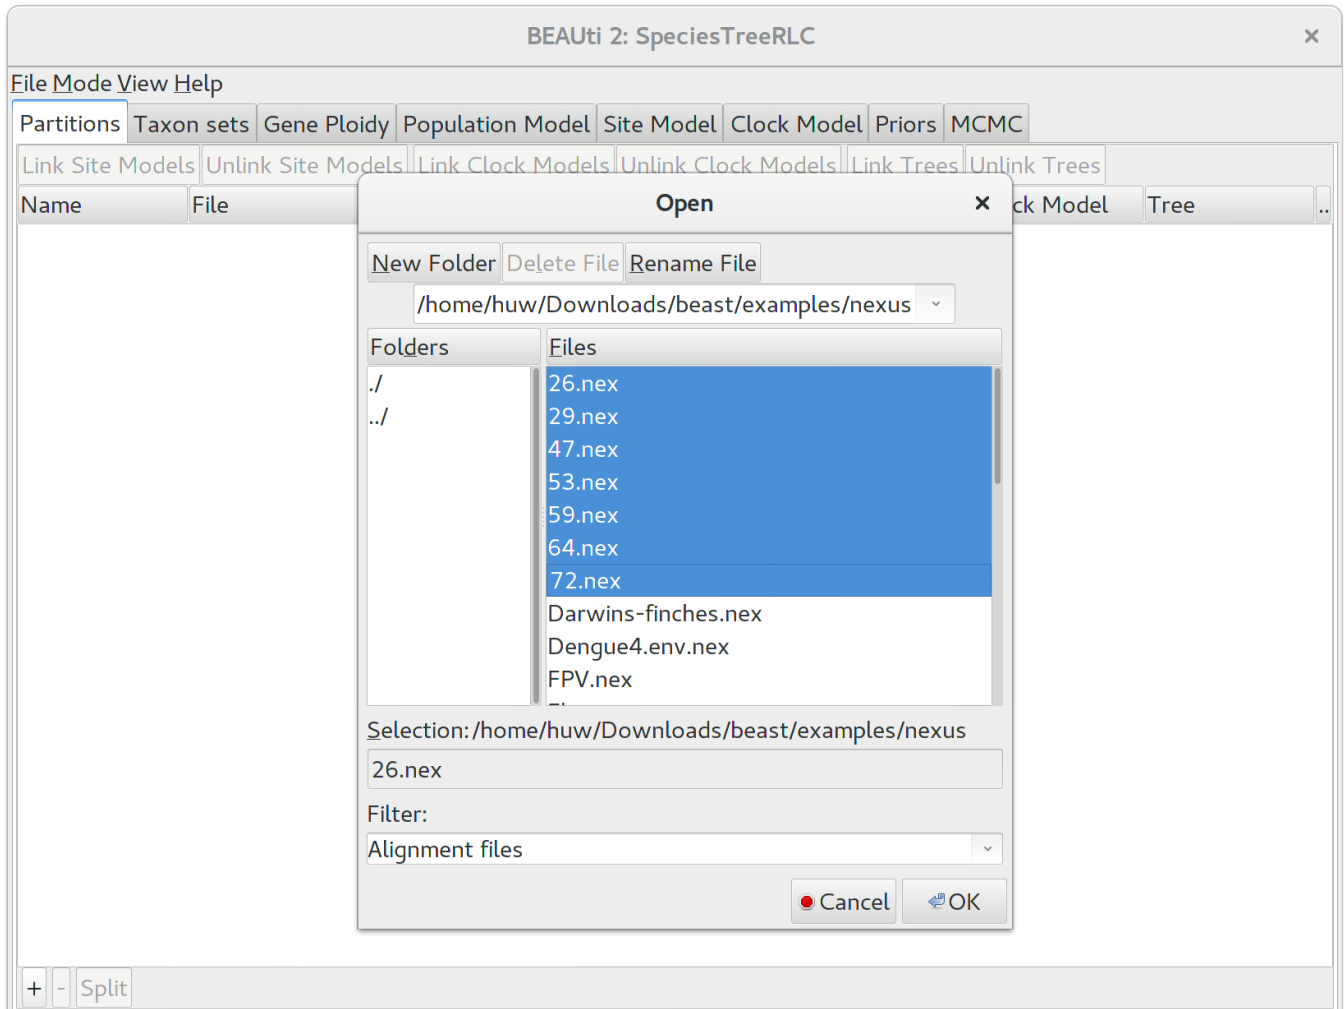 BEAUti 2: SpeciesTreeRLC ×
File Mode View Help
Partitions Taxon sets Gene Ploidy Population Model Site Model Clock Model Priors MCMC
Link Site Models Unlink Site Models Link Clock Models Unlink Clock Models Link Trees Unlink Trees
Name File ck Model Tree ..
Open ×
New Folder Delete File Rename File
/home/huw/Downloads/beast/examples/nexus
Folders Files
./ 26.nex
../ 29.nex
47.nex
53.nex
59.nex
64.nex
72.nex
Darwins-finches.nex
Dengue4.env.nex
FPV.nex
Selection:/home/huw/Downloads/beast/examples/nexus
26.nex
Filter:
Alignment files
Cancel OK
+ - Split